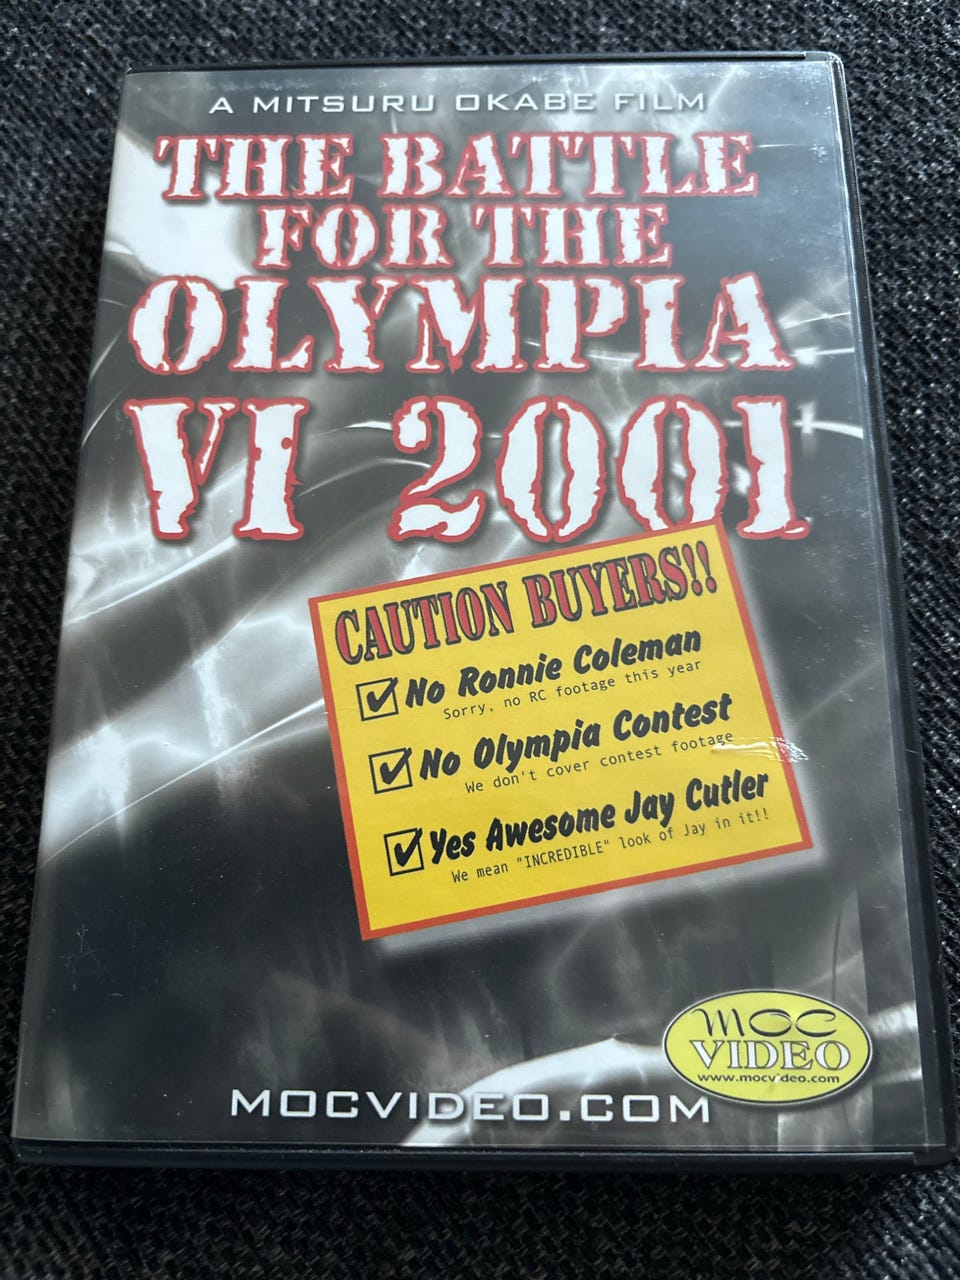 A MITSURU OKABE FILM
THE BATTLE
FOR THE
OLYMPIA
VI 2001
CAUTION BUYERS!!
No Ronnie Coleman
Sorry, no RC footage this year
No Olympia Contest
We don't cover contest footage
Yes Awesome Jay Cutler
We mean "INCREDIBLE" look of Jay in it!!
MOC
VIDEO
www.mocvideo.com
MOCVIDEO.COM